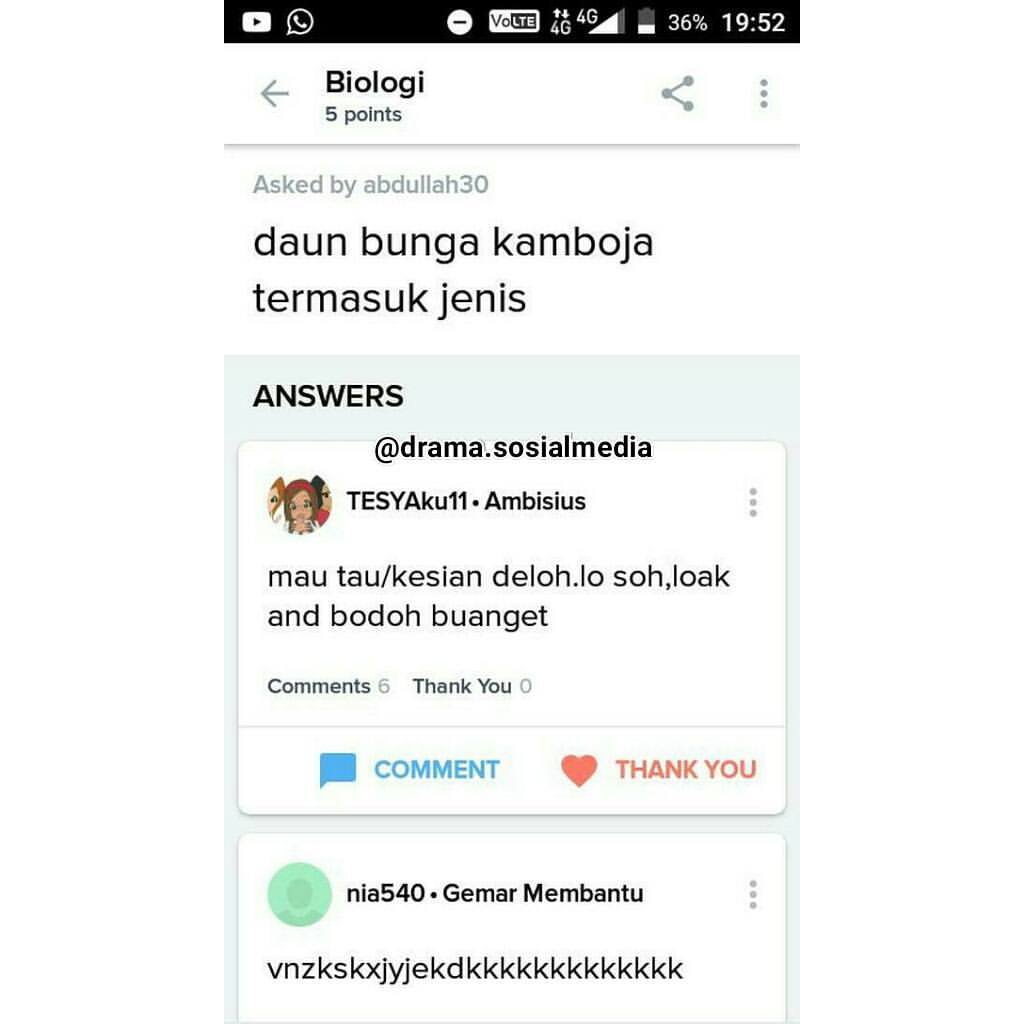 VoLTE 4G 4G 36% 19:52
Biologi
5 points
Asked by abdullah30
daun bunga kamboja
termasuk jenis
ANSWERS
@drama.sosialmedia
TESYAku11 • Ambisius
mau tau/kesian deloh.lo soh,loak
and bodoh buanget
Comments 6 Thank You 0
COMMENT THANK YOU
nia540 • Gemar Membantu
vnzkskxjyjekdkkkkkkkkkkkkk